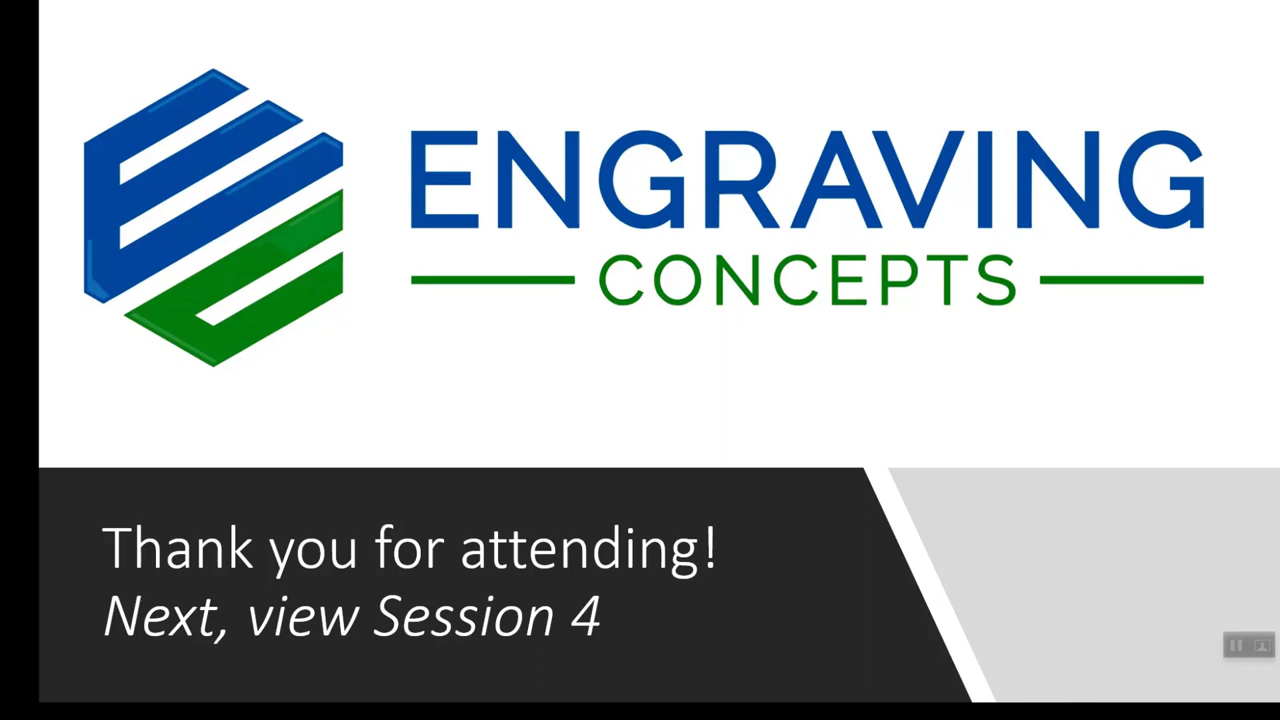 ENGRAVING
CONCEPTS
Thank you for attending!
Next, view Session 4